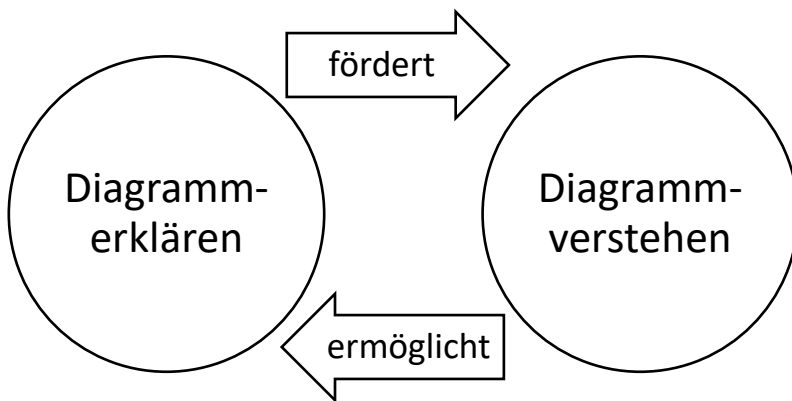 fördert
Diagramm-
erklären
Diagramm-
verstehen
ermöglicht